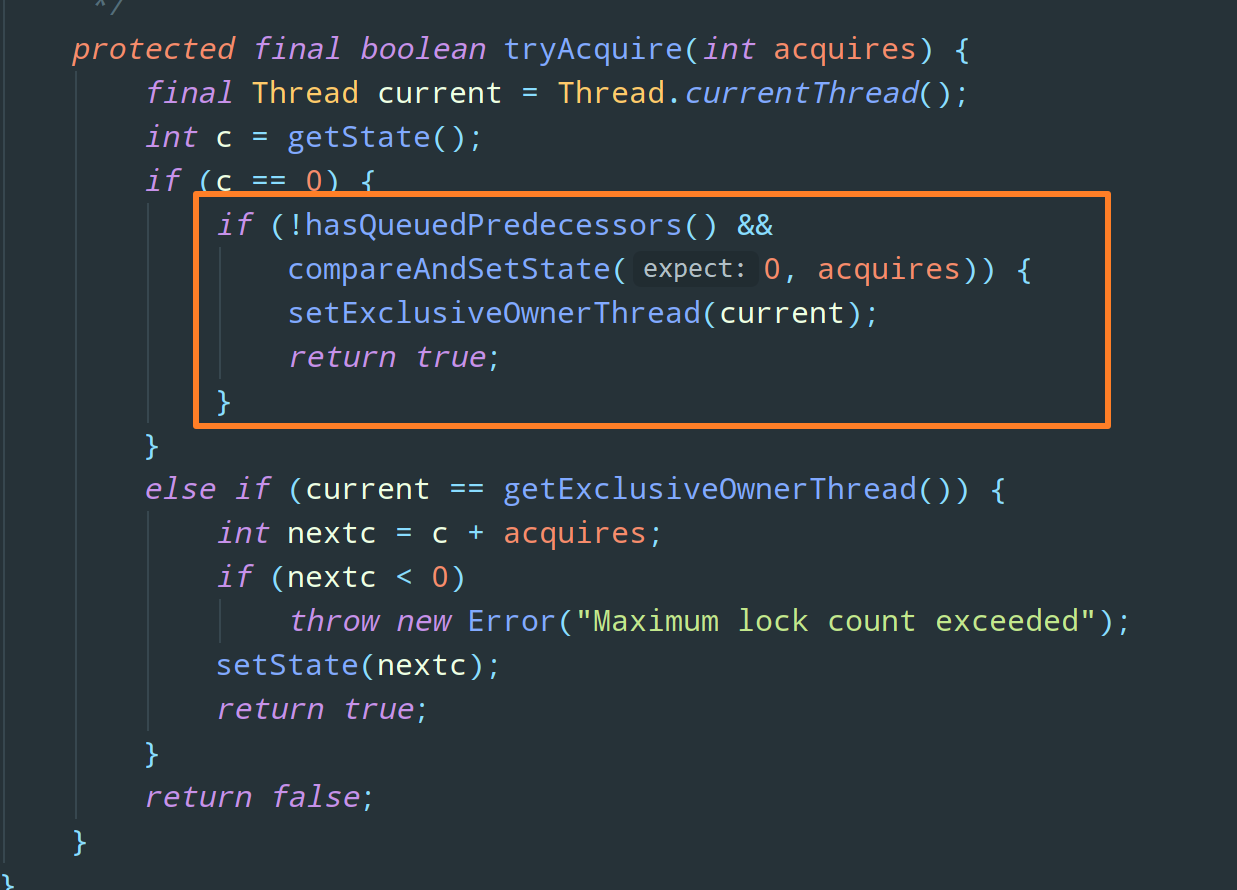 */
protected final boolean tryAcquire(int acquires) {
final Thread current = Thread.currentThread();
int c = getState();
if (c == 0) {
if (!hasQueuedPredecessors() &&
compareAndSetState( expect: 0, acquires)) {
setExclusiveOwnerThread(current);
return true;
}
}
else if (current == getExclusiveOwnerThread()) {
int nextc = c + acquires;
if (nextc < 0)
throw new Error("Maximum lock count exceeded");
setState(nextc);
return true;
}
return false;
}
}